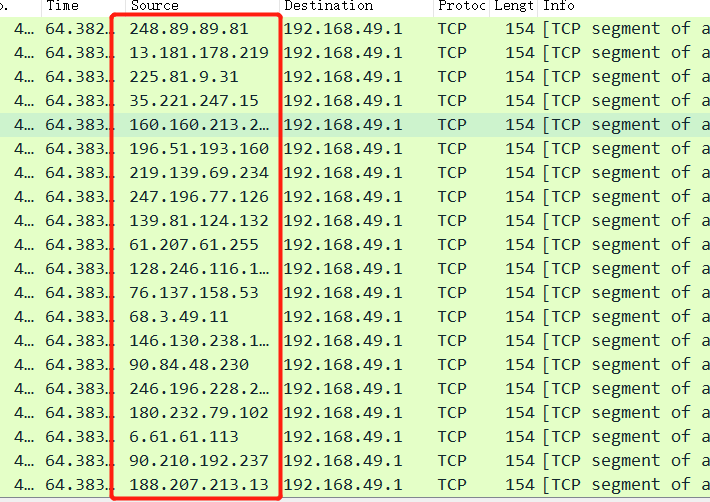 o. Time Source Destination Protoc Lengt Info
4… 64.382… 248.89.89.81 192.168.49.1 TCP 154 [TCP segment of a
4… 64.383… 13.181.178.219 192.168.49.1 TCP 154 [TCP segment of a
4… 64.383… 225.81.9.31 192.168.49.1 TCP 154 [TCP segment of a
4… 64.383… 35.221.247.15 192.168.49.1 TCP 154 [TCP segment of a
4… 64.383… 160.160.213.2… 192.168.49.1 TCP 154 [TCP segment of a
4… 64.383… 196.51.193.160 192.168.49.1 TCP 154 [TCP segment of a
4… 64.383… 219.139.69.234 192.168.49.1 TCP 154 [TCP segment of a
4… 64.383… 247.196.77.126 192.168.49.1 TCP 154 [TCP segment of a
4… 64.383… 139.81.124.132 192.168.49.1 TCP 154 [TCP segment of a
4… 64.383… 61.207.61.255 192.168.49.1 TCP 154 [TCP segment of a
4… 64.383… 128.246.116.1… 192.168.49.1 TCP 154 [TCP segment of a
4… 64.383… 76.137.158.53 192.168.49.1 TCP 154 [TCP segment of a
4… 64.383… 68.3.49.11 192.168.49.1 TCP 154 [TCP segment of a
4… 64.383… 146.130.238.1… 192.168.49.1 TCP 154 [TCP segment of a
4… 64.383… 90.84.48.230 192.168.49.1 TCP 154 [TCP segment of a
4… 64.383… 246.196.228.2… 192.168.49.1 TCP 154 [TCP segment of a
4… 64.383… 180.232.79.102 192.168.49.1 TCP 154 [TCP segment of a
4… 64.383… 6.61.61.113 192.168.49.1 TCP 154 [TCP segment of a
4… 64.383… 90.210.192.237 192.168.49.1 TCP 154 [TCP segment of a
4… 64.383… 188.207.213.13 192.168.49.1 TCP 154 [TCP segment of a